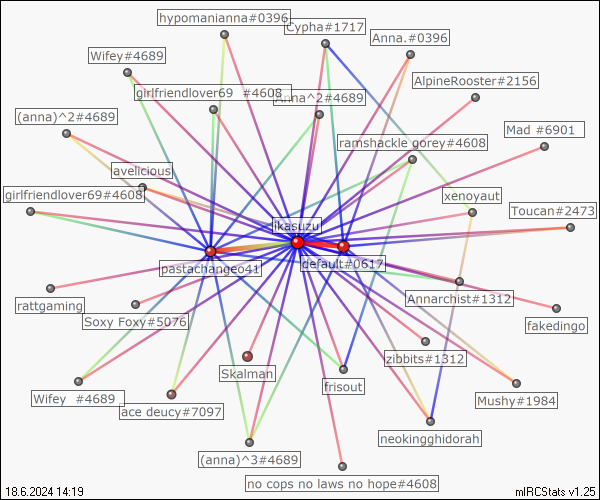 hypomanianna#0396
Cypha#1717
Anna.#0396
Wifey#4689
AlpineRooster#2156
girlfriendlover69  #4608
Anna^2#4689
(anna)^2#4689
Mad #6901
ramshackle gorey#4608
avelicious
girlfriendlover69#4608
xenoyaut
Toucan#2473
ikasuzu
pastachangeo41
default#0617
Annarchist#1312
rattgaming
Soxy Foxy#5076
fakedingo
zibbits#1312
Skalman
frisout
Wifey  #4689
Mushy#1984
ace deucy#7097
neokingghidorah
(anna)^3#4689
no cops no laws no hope#4608
18.6.2024 14:19
mIRCStats v1.25